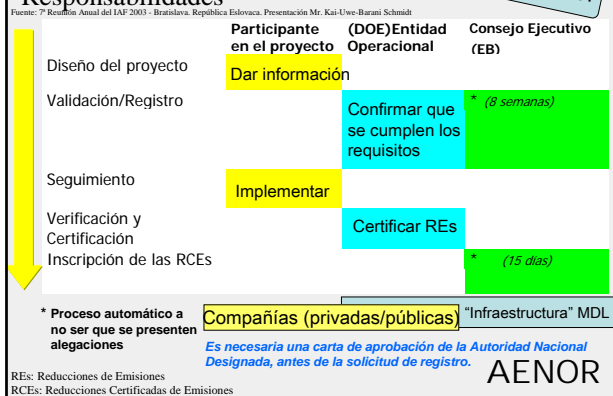 Responsabilidades
Fuente: 7ª Reunión Anual del IAF 2003 - Bratislava. República Eslovaca. Presentación Mr. Kai-Uwe-Barani Schmidt
Participante en el proyecto
(DOE)Entidad Operacional
Consejo Ejecutivo (EB)
Diseño del proyecto
Dar información
Validación/Registro
Confirmar que se cumplen los requisitos
* (8 semanas)
Seguimiento
Implementar
Verificación y Certificación
Certificar REs
Inscripción de las RCEs
* (15 días)
* Proceso automático a no ser que se presenten alegaciones
Compañías (privadas/públicas)
"Infraestructura" MDL
Es necesaria una carta de aprobación de la Autoridad Nacional
Designada, antes de la solicitud de registro.
AENOR
REs: Reducciones de Emisiones
RCEs: Reducciones Certificadas de Emisiones